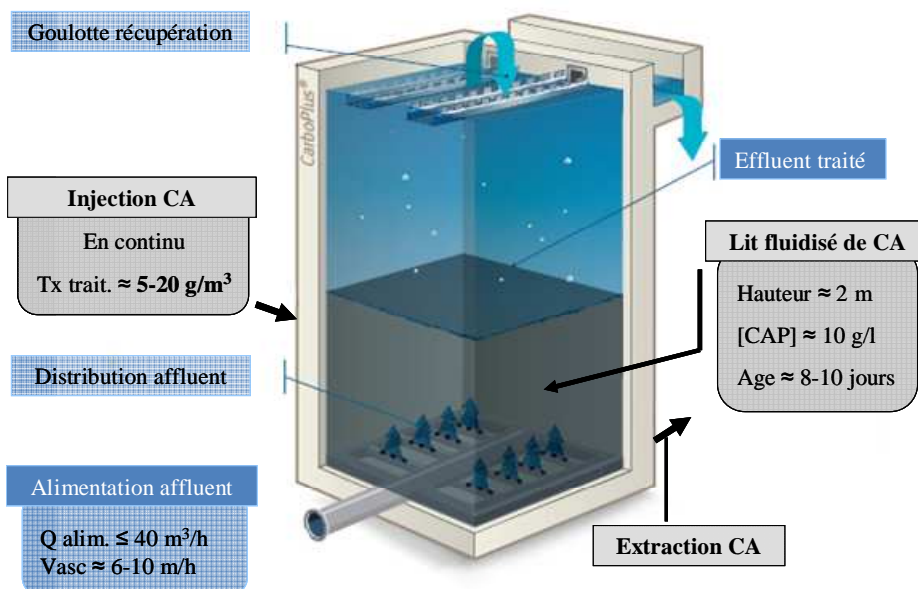 Goulotte récupération
CarboPlus®
Effluent traité
Injection CA
En continu
Tx trait. ≈ 5-20 g/m³
Lit fluidisé de CA
Hauteur ≈ 2 m
[CAP] ≈ 10 g/l
Age ≈ 8-10 jours
Distribution affluent
Alimentation affluent
Q alim. ≤ 40 m³/h
Vasc ≈ 6-10 m/h
Extraction CA